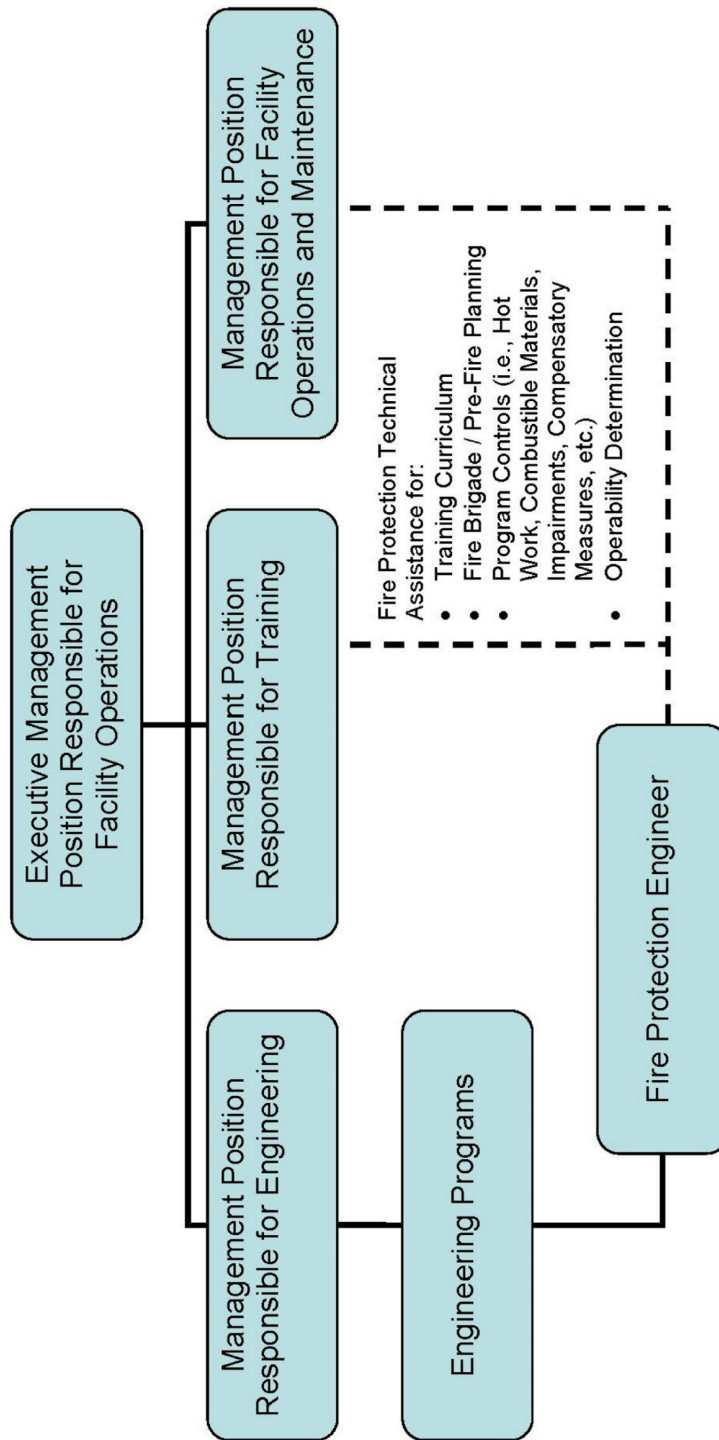 Executive Management
Position Responsible for
Facility Operations
Management Position
Responsible for Engineering
Management Position
Responsible for Training
Management Position
Responsible for Facility
Operations and Maintenance
Engineering Programs
Fire Protection Technical
Assistance for:
• Training Curriculum
• Fire Brigade / Pre-Fire Planning
• Program Controls (i.e., Hot
Work, Combustible Materials,
Impairments, Compensatory
Measures, etc.)
• Operability Determination
Fire Protection Engineer